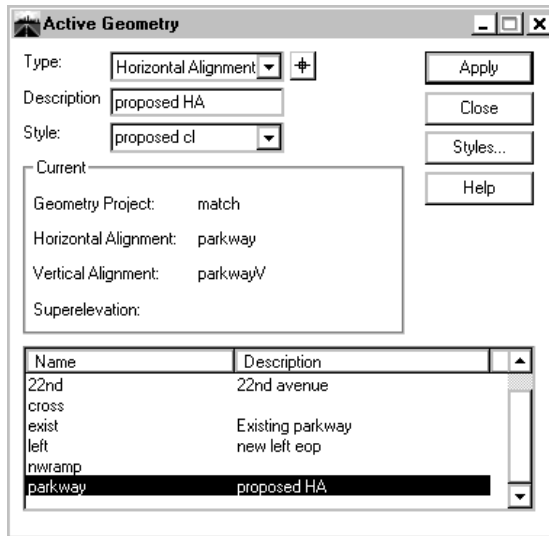 Active Geometry
Type: Horizontal Alignment Apply
Description proposed HA Close
Style: proposed cl Styles...
Current Help
Geometry Project: match
Horizontal Alignment: parkway
Vertical Alignment: parkwayV
Superelevation:
Name Description
22nd 22nd avenue
cross
exist Existing parkway
left new left eop
nwramp
parkway proposed HA